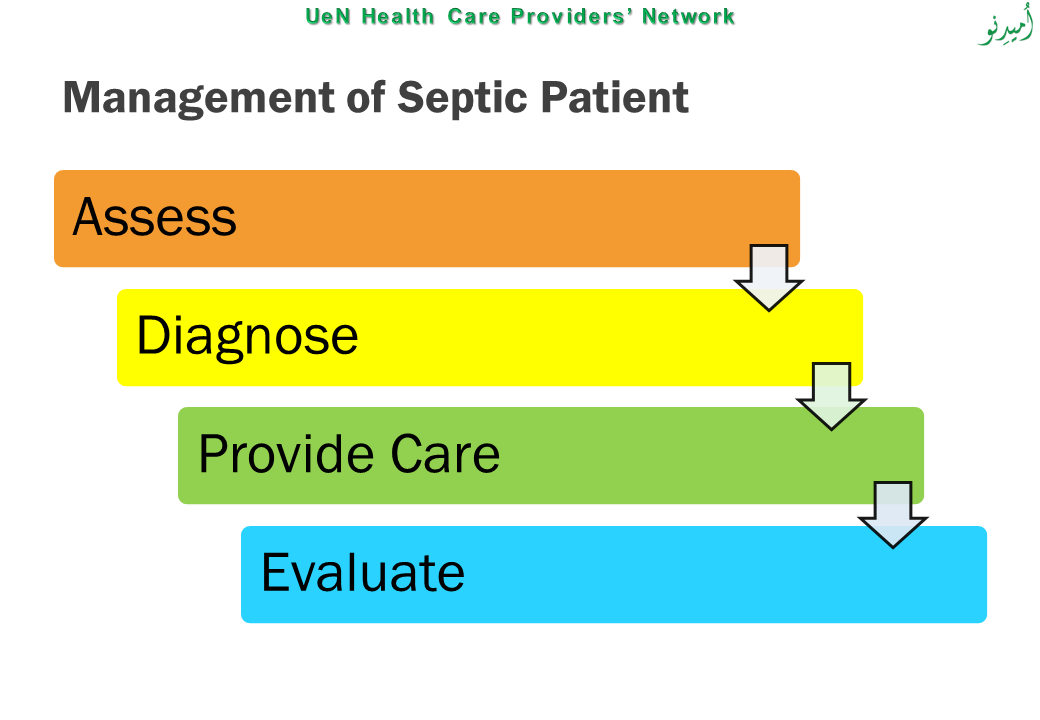 UeN Health Care Providers’ Network
اُمیدِنو
Management of Septic Patient
Assess
Diagnose
Provide Care
Evaluate